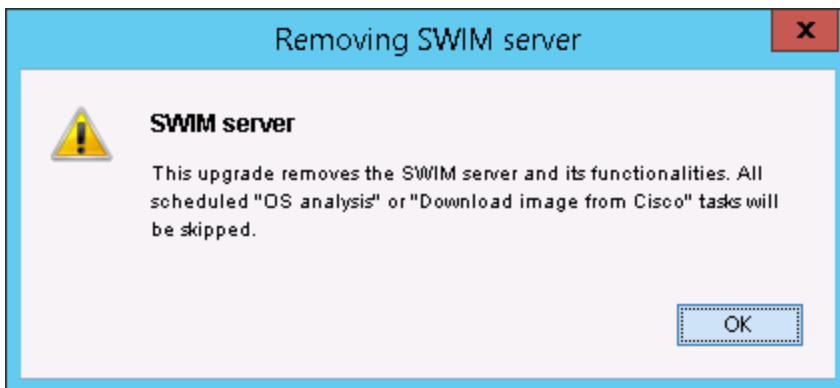 Removing SWIM server
x
SWIM server
This upgrade removes the SWIM server and its functionalities. All
scheduled "OS analysis" or "Download image from Cisco" tasks will
be skipped.
OK